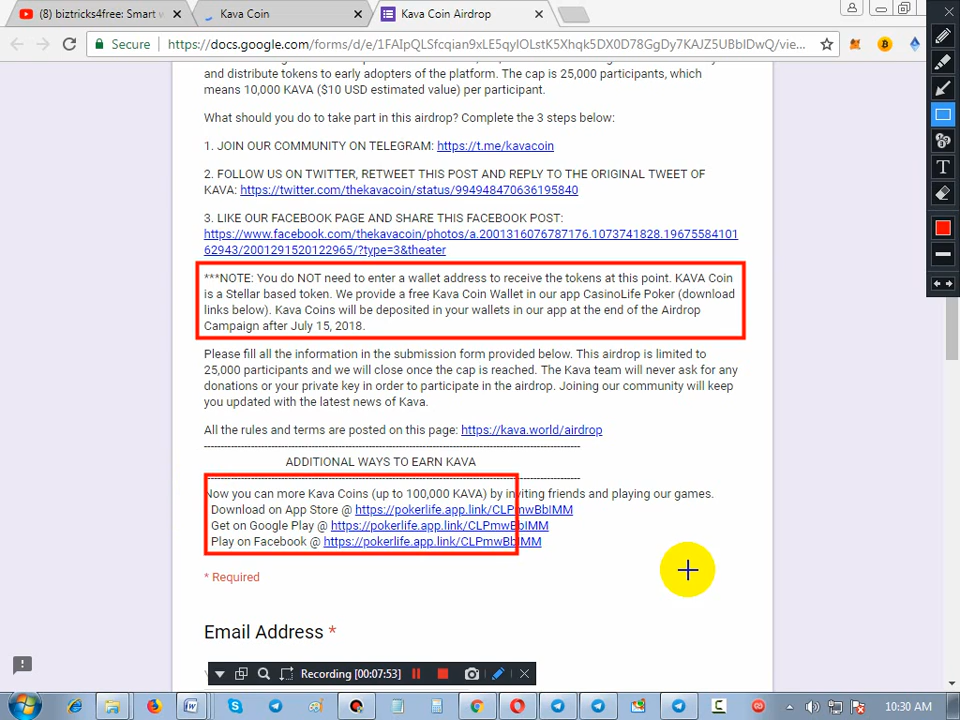 (8) biztricks4free: Smart
Kava Coin
Kava Coin Airdrop
Secure
https://docs.google.com/forms/d/e/1FAIpQLSfcqian9xLE5qyIOLstK5Xhqk5DX0D78GgDy7KAJZ5UBbIDwQ/vie...
and distribute tokens to early adopters of the platform. The cap is 25,000 participants, which
means 10,000 KAVA ($10 USD estimated value) per participant.
What should you do to take part in this airdrop? Complete the 3 steps below:
1. JOIN OUR COMMUNITY ON TELEGRAM: https://t.me/kavacoin
2. FOLLOW US ON TWITTER, RETWEET THIS POST AND REPLY TO THE ORIGINAL TWEET OF
KAVA: https://twitter.com/thekavacoin/status/994948470636195840
3. LIKE OUR FACEBOOK PAGE AND SHARE THIS FACEBOOK POST:
https://www.facebook.com/thekavacoin/photos/a.2001316076787176.1073741828.19675584101
62943/2001291520122965/?type=3&theater
***NOTE: You do NOT need to enter a wallet address to receive the tokens at this point. KAVA Coin
is a Stellar based token. We provide a free Kava Coin Wallet in our app CasinoLife Poker (download
links below). Kava Coins will be deposited in your wallets in our app at the end of the Airdrop
Campaign after July 15, 2018.
Please fill all the information in the submission form provided below. This airdrop is limited to
25,000 participants and we will close once the cap is reached. The Kava team will never ask for any
donations or your private key in order to participate in the airdrop. Joining our community will keep
you updated with the latest news of Kava.
All the rules and terms are posted on this page: https://kava.world/airdrop
ADDITIONAL WAYS TO EARN KAVA
Now you can more Kava Coins (up to 100,000 KAVA) by inviting friends and playing our games.
Download on App Store @ https://pokerlife.app.link/CLPmwBbIMM
Get on Google Play @ https://pokerlife.app.link/CLPmwBbIMM
Play on Facebook @ https://pokerlife.app.link/CLPmwBbIMM
* Required
Email Address *
Recording [00:07:53]
10:30 AM